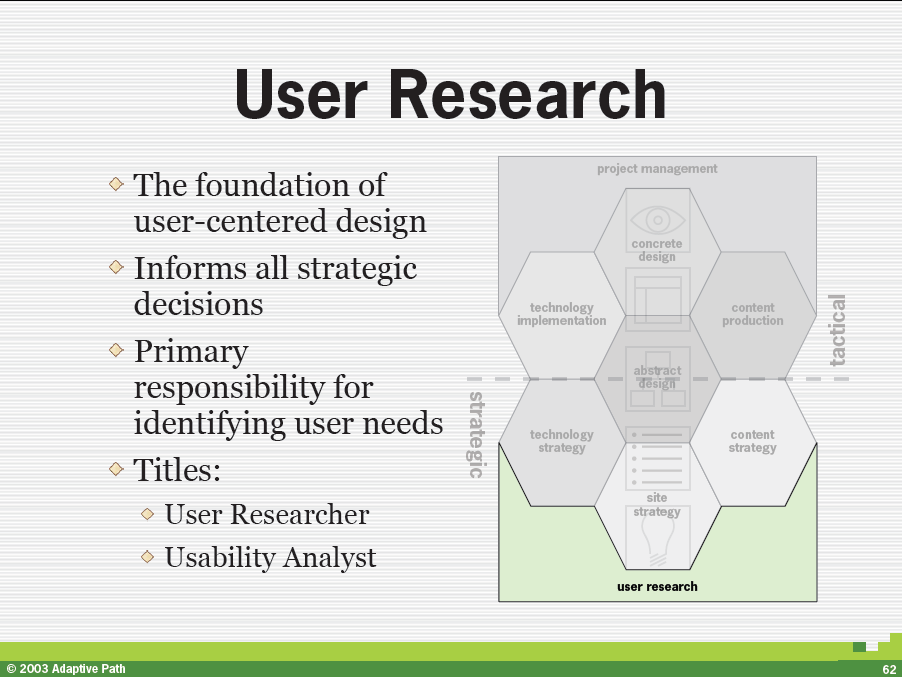 User Research
The foundation of
user-centered design
Informs all strategic
decisions
Primary
responsibility for
identifying user needs
Titles:
User Researcher
Usability Analyst
project management
concrete
design
technology
implementation
content
production
tactical
abstract
design
strategic
technology
strategy
content
strategy
site
strategy
user research
© 2003 Adaptive Path
62